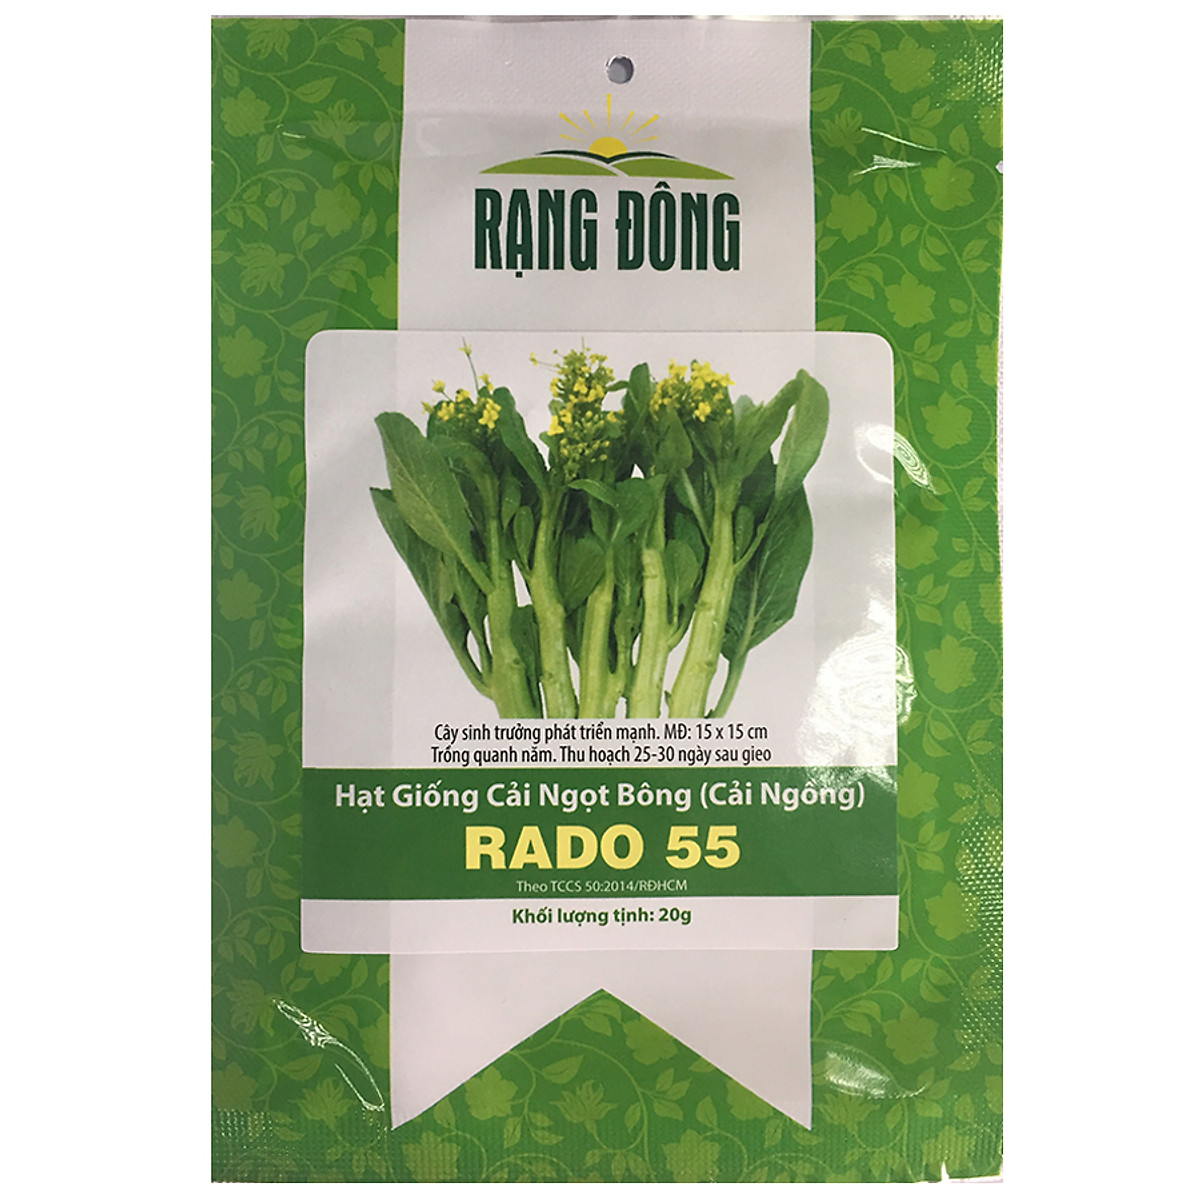 RẠNG ĐÔNG
Cây sinh trưởng phát triển mạnh. MĐ: 15 x 15 cm
Trồng quanh năm. Thu hoạch 25-30 ngày sau gieo
Hạt Giống Cải Ngọt Bông (Cải Ngồng)
RADO 55
Theo TCCS 50:2014/RĐHCM
Khối lượng tịnh: 20g